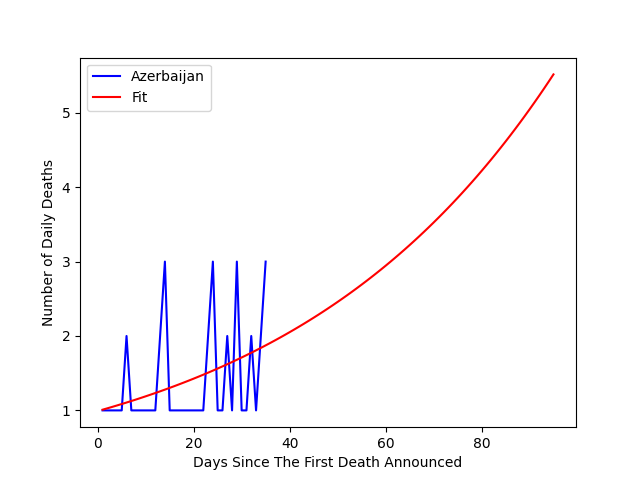 Azerbaijan
Fit
Number of Daily Deaths
5
4
3
2
1
0 20 40 60 80
Days Since The First Death Announced